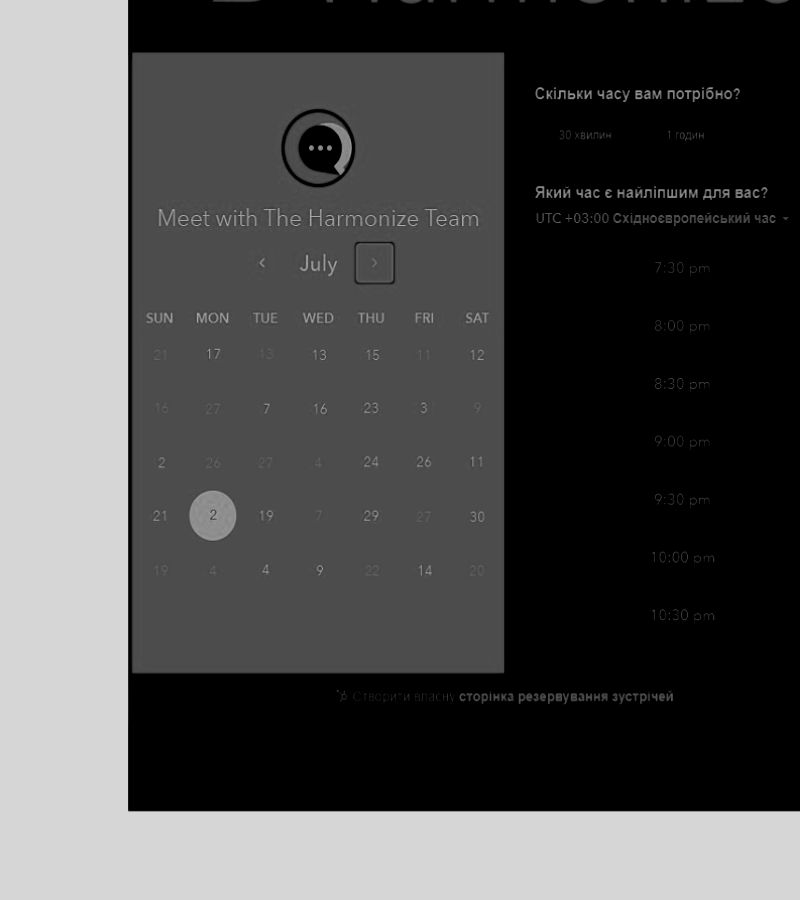 Meet with The Harmonize Team
July
SUN MON TUE WED THU FRI SAT
21 17 13 13 15 11 12
16 27 7 16 23 3 9
2 26 27 4 24 26 11
21 2 19 7 29 27 30
19 4 4 9 22 14 20
Скільки часу вам потрібно?
30 хвилин 1 годин
Який час є найліпшим для вас?
UTC +03:00 Східноєвропейський час
7:30 pm
8:00 pm
8:30 pm
9:00 pm
9:30 pm
10:00 pm
10:30 pm
Створити власну сторінка резервування зустрічей